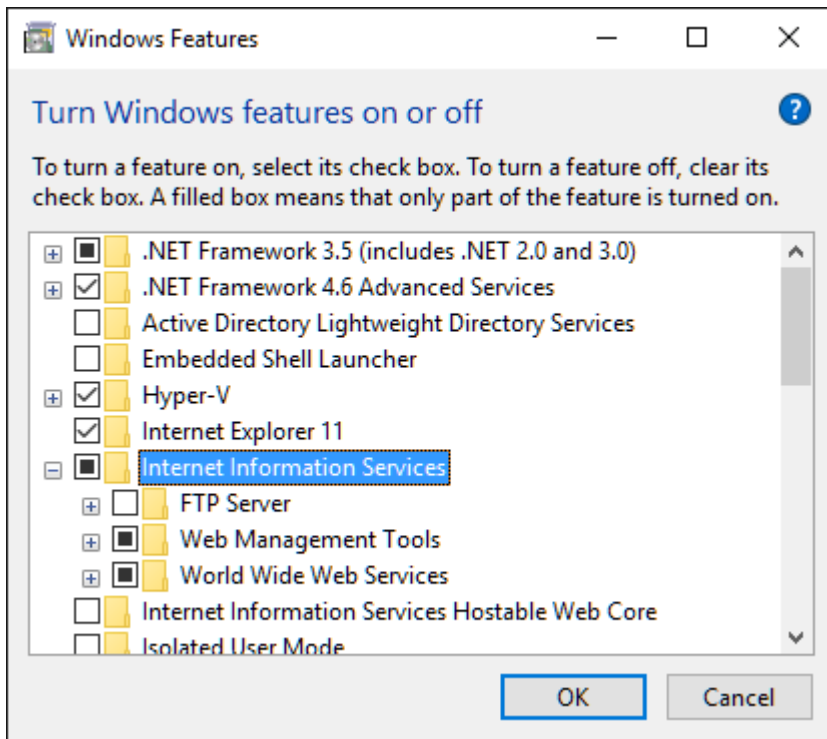 Windows Features
Turn Windows features on or off
To turn a feature on, select its check box. To turn a feature off, clear its
check box. A filled box means that only part of the feature is turned on.
.NET Framework 3.5 (includes .NET 2.0 and 3.0)
.NET Framework 4.6 Advanced Services
Active Directory Lightweight Directory Services
Embedded Shell Launcher
Hyper-V
Internet Explorer 11
Internet Information Services
FTP Server
Web Management Tools
World Wide Web Services
Internet Information Services Hostable Web Core
Isolated User Mode
OK
Cancel